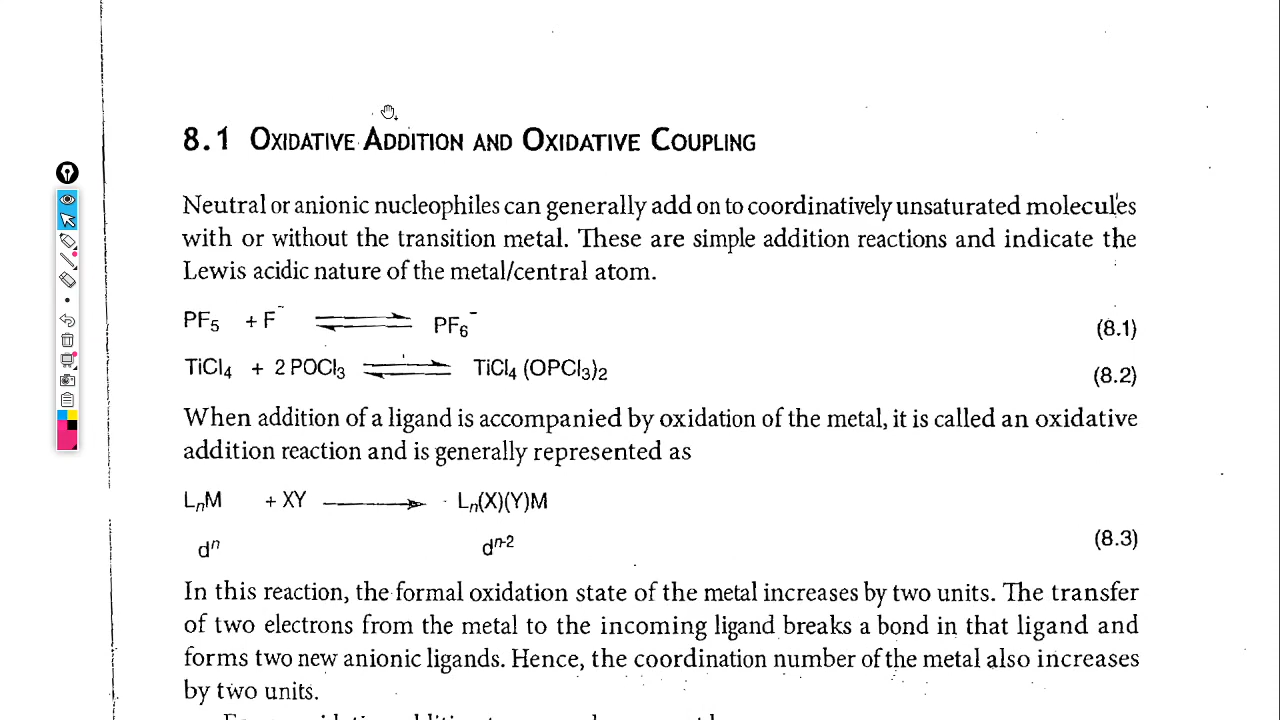 8.1 OXIDATIVE ADDITION AND OXIDATIVE COUPLING
Neutral or anionic nucleophiles can generally add on to coordinatively unsaturated molecules
with or without the transition metal. These are simple addition reactions and indicate the
Lewis acidic nature of the metal/central atom.
PF₅ + F⁻ ⇌ PF₆⁻ (8.1)
TiCl₄ + 2 POCl₃ ⇌ TiCl₄ (OPCl₃)₂ (8.2)
When addition of a ligand is accompanied by oxidation of the metal, it is called an oxidative
addition reaction and is generally represented as
LₙM + XY → Lₙ(X)(Y)M
dⁿ dⁿ⁻² (8.3)
In this reaction, the formal oxidation state of the metal increases by two units. The transfer
of two electrons from the metal to the incoming ligand breaks a bond in that ligand and
forms two new anionic ligands. Hence, the coordination number of the metal also increases
by two units.